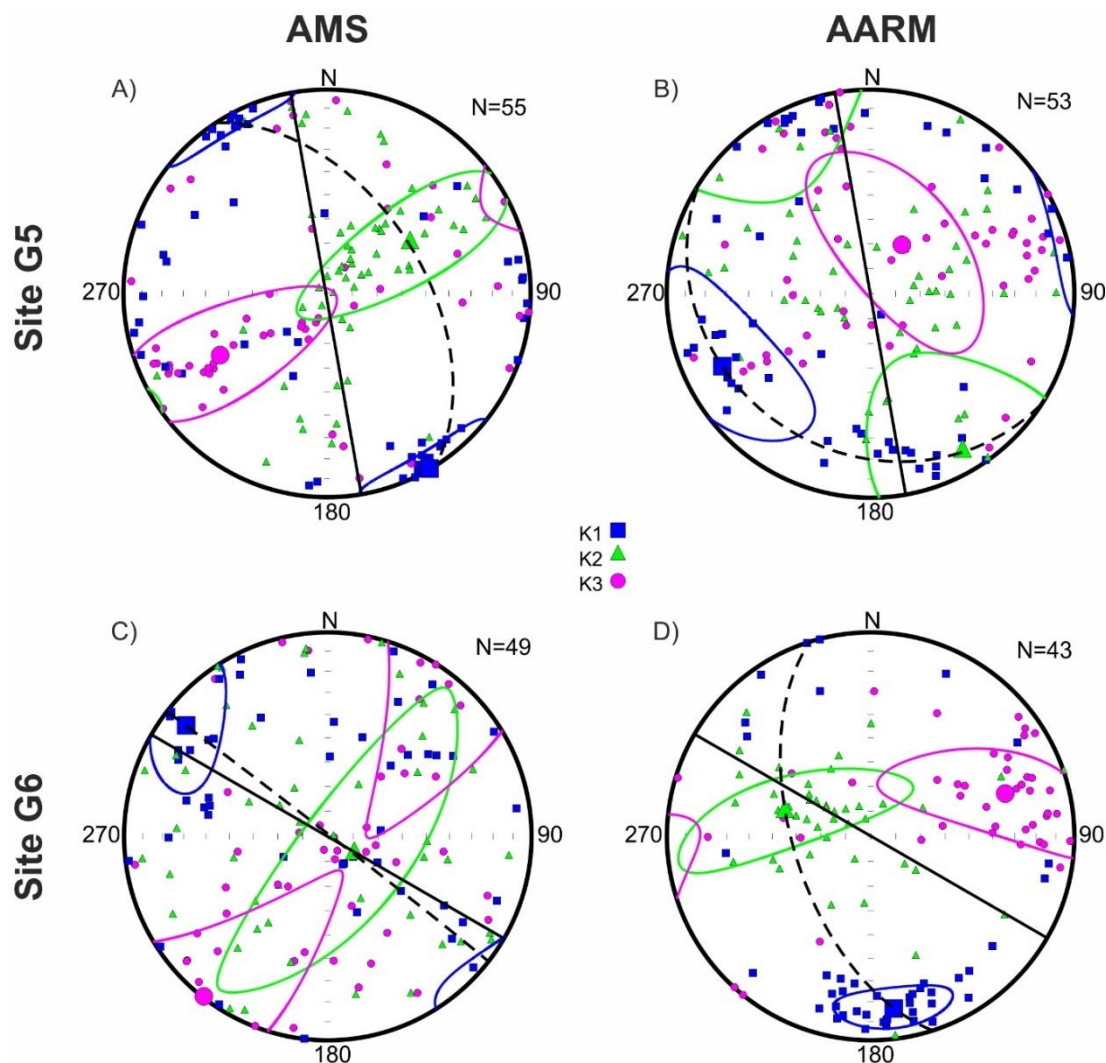 AMS
AARM
Site G5
A)
N
N=55
270
90
180
B)
N
N=53
270
90
180
K1
K2
K3
Site G6
C)
N
N=49
270
90
180
D)
N
N=43
270
90
180